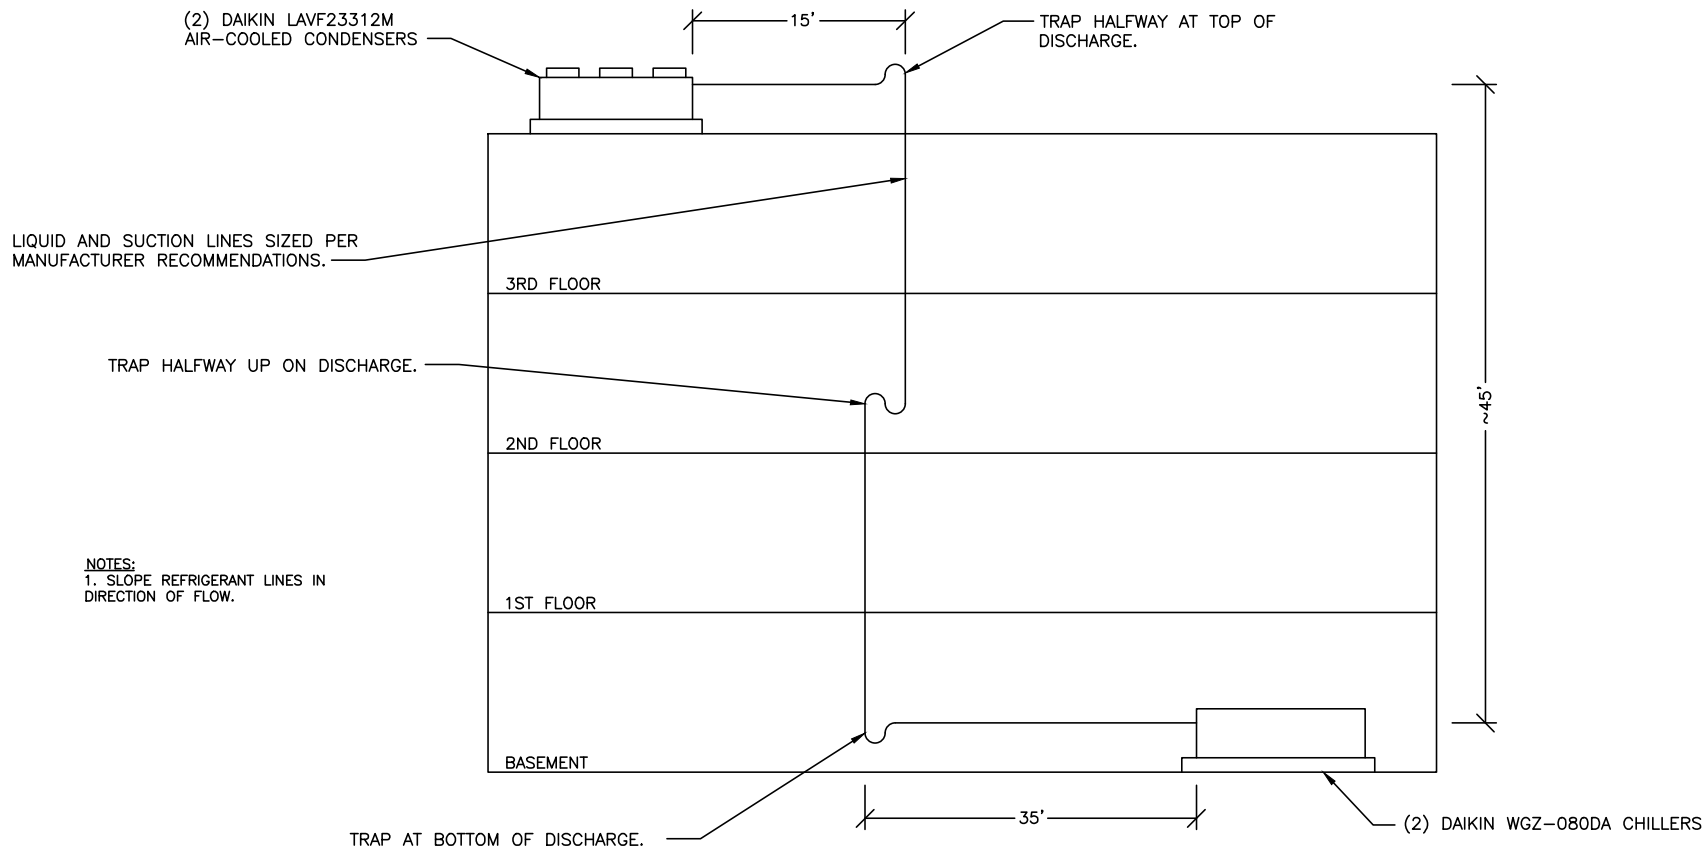 (2) DAIKIN LAVF23312M
AIR-COOLED CONDENSERS
15'
TRAP HALFWAY AT TOP OF
DISCHARGE.
LIQUID AND SUCTION LINES SIZED PER
MANUFACTURER RECOMMENDATIONS.
3RD FLOOR
TRAP HALFWAY UP ON DISCHARGE.
~45'
2ND FLOOR
NOTES:
1. SLOPE REFRIGERANT LINES IN
DIRECTION OF FLOW.
1ST FLOOR
BASEMENT
35'
(2) DAIKIN WGZ-080DA CHILLERS
TRAP AT BOTTOM OF DISCHARGE.